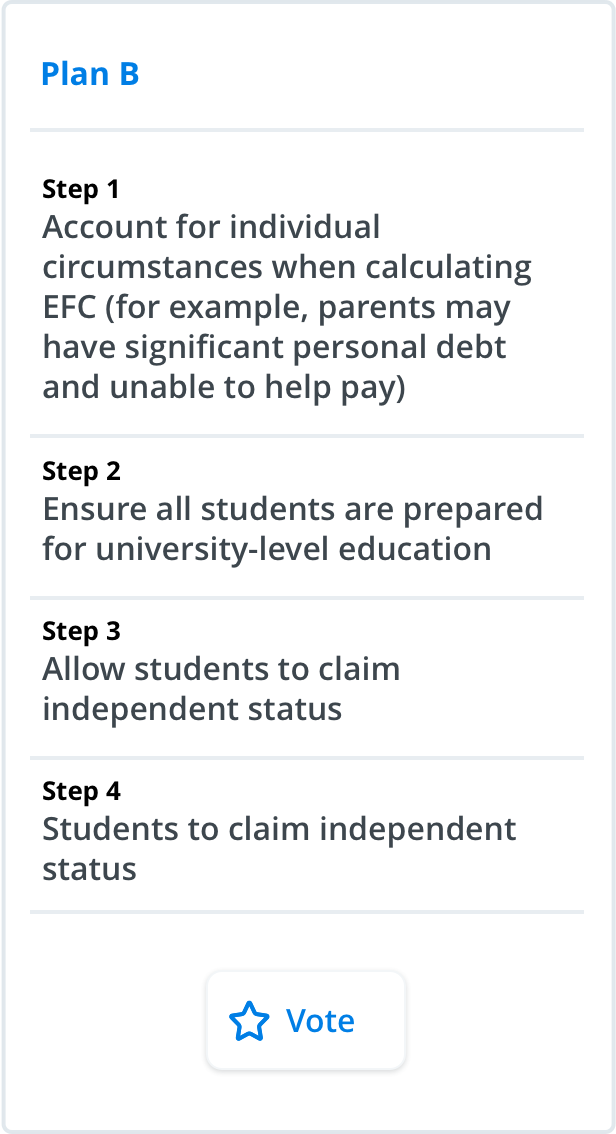 Plan B
Step 1
Account for individual
circumstances when calculating
EFC (for example, parents may
have significant personal debt
and unable to help pay)
Step 2
Ensure all students are prepared
for university-level education
Step 3
Allow students to claim
independent status
Step 4
Students to claim independent
status
Vote